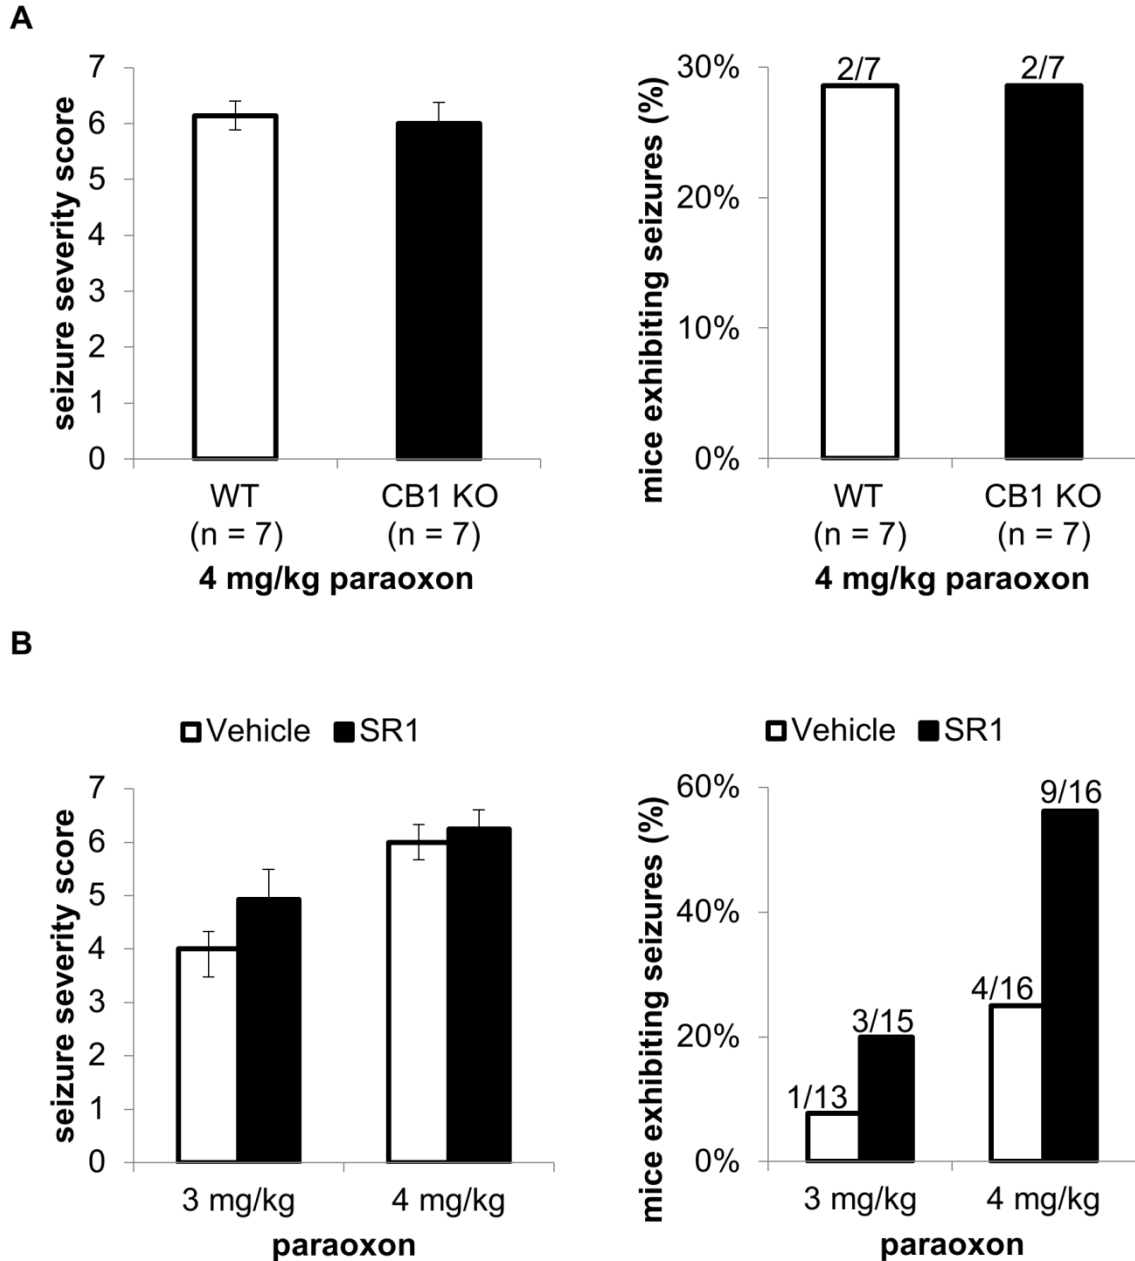 A
seizure severity score
7
6
5
4
3
2
1
0
WT
(n = 7)
CB1 KO
(n = 7)
4 mg/kg paraoxon
mice exhibiting seizures (%)
30%
20%
10%
0%
2/7
2/7
WT
(n = 7)
CB1 KO
(n = 7)
4 mg/kg paraoxon
B
Vehicle SR1
seizure severity score
7
6
5
4
3
2
1
0
3 mg/kg
4 mg/kg
paraoxon
Vehicle SR1
mice exhibiting seizures (%)
60%
40%
20%
0%
1/13
3/15
4/16
9/16
3 mg/kg
4 mg/kg
paraoxon